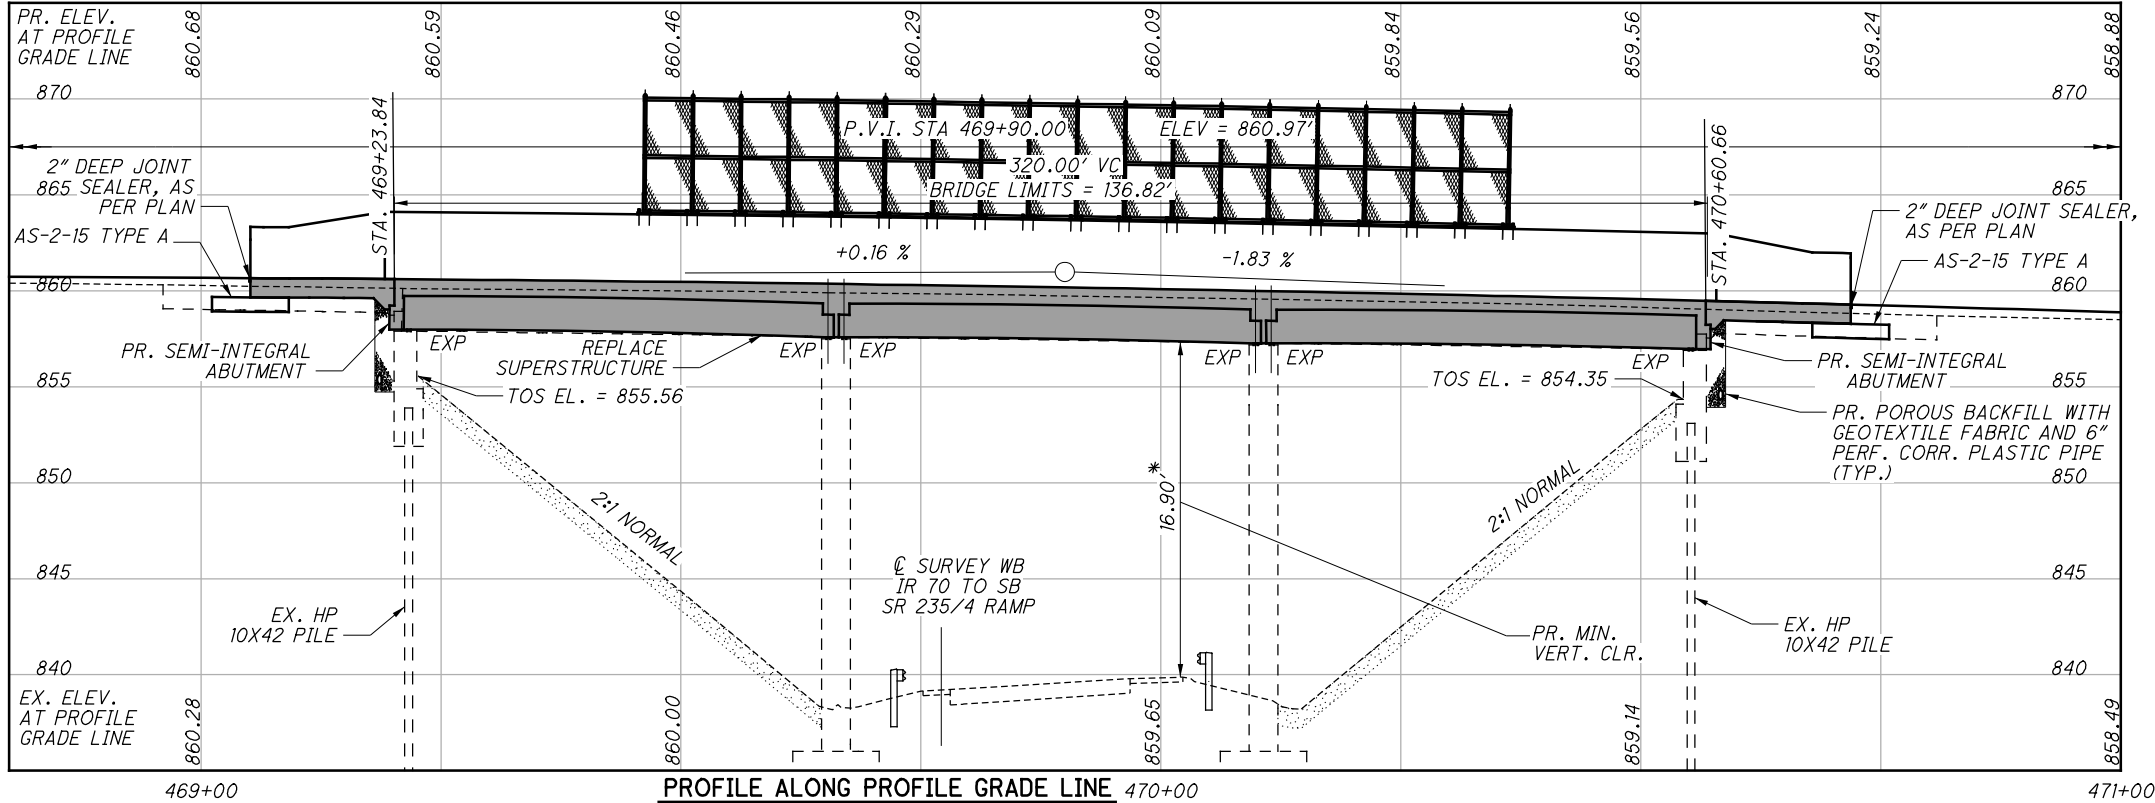 PR. ELEV.
AT PROFILE
GRADE LINE
860.68
860.59
860.46
860.29
860.09
859.84
859.56
859.24
858.88
870
870
P.V.I. STA 469+90.00'
ELEV = 860.97'
320.00' VC
BRIDGE LIMITS = 136.82'
STA. 469+23.84
STA. 470+60.66
2" DEEP JOINT
SEALER, AS
PER PLAN
865
865
2" DEEP JOINT SEALER,
AS PER PLAN
AS-2-15 TYPE A
AS-2-15 TYPE A
+0.16 %
-1.83 %
860
860
PR. SEMI-INTEGRAL
ABUTMENT
EXP
REPLACE
SUPERSTRUCTURE
EXP
EXP
EXP
EXP
EXP
PR. SEMI-INTEGRAL
ABUTMENT
855
855
TOS EL. = 855.56
TOS EL. = 854.35
PR. POROUS BACKFILL WITH
GEOTEXTILE FABRIC AND 6"
PERF. CORR. PLASTIC PIPE
(TYP.)
850
850
2:1 NORMAL
2:1 NORMAL
16.90' *
845
845
℄ SURVEY WB
IR 70 TO SB
SR 235/4 RAMP
EX. HP
10X42 PILE
PR. MIN.
VERT. CLR.
EX. HP
10X42 PILE
840
840
EX. ELEV.
AT PROFILE
GRADE LINE
860.28
860.00
859.65
859.14
858.49
469+00
PROFILE ALONG PROFILE GRADE LINE
470+00
471+00